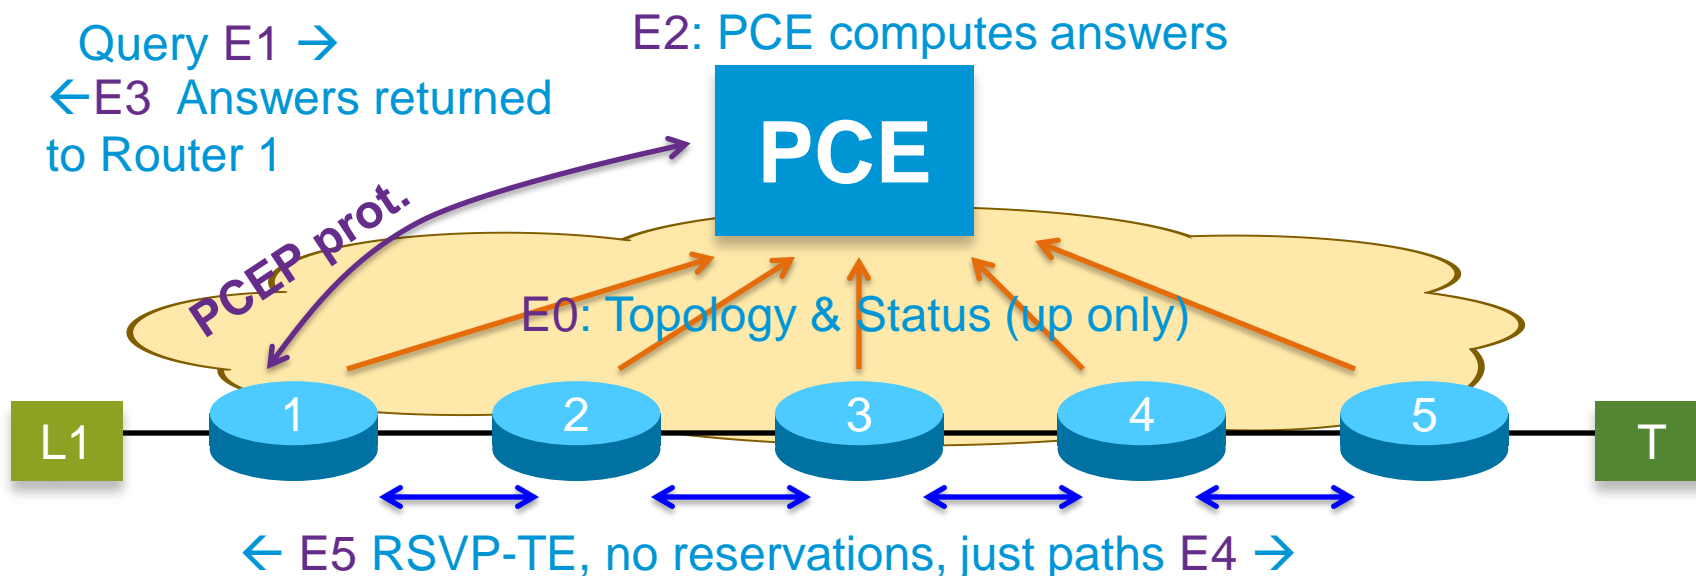 Query E1 →
E2: PCE computes answers
←E3 Answers returned
to Router 1
PCE
PCEP prot.
E0: Topology & Status (up only)
L1
1
2
3
4
5
T
← E5 RSVP-TE, no reservations, just paths E4 →